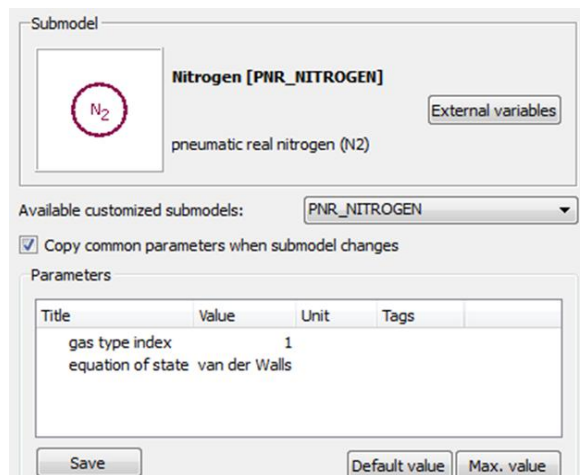 Submodel
N2
Nitrogen [PNR_NITROGEN]
External variables
pneumatic real nitrogen (N2)
Available customized submodels: PNR_NITROGEN
Copy common parameters when submodel changes
Parameters
Title Value Unit Tags
gas type index 1
equation of state van der Walls
Save Default value Max. value